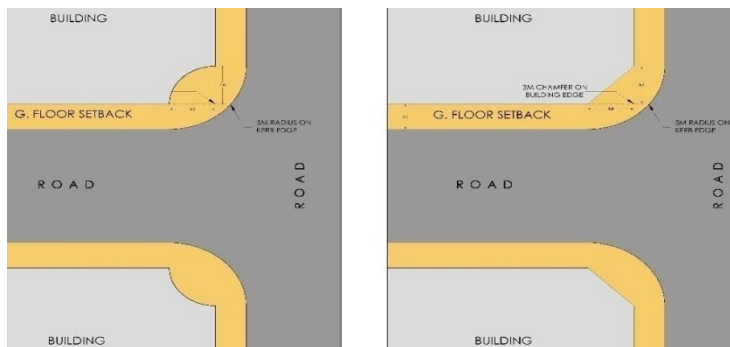 BUILDING
G. FLOOR SETBACK
5M RADIUS ON
KERB EDGE
ROAD
ROAD
BUILDING
BUILDING
3M CHAMFER ON
BUILDING EDGE
G. FLOOR SETBACK
5M RADIUS ON
KERB EDGE
ROAD
ROAD
BUILDING